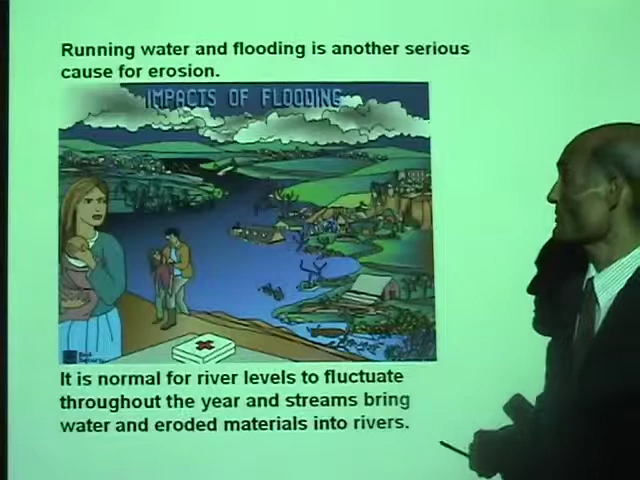 Running water and flooding is another serious
cause for erosion.
IMPACTS OF FLOODING
It is normal for river levels to fluctuate
throughout the year and streams bring
water and eroded materials into rivers.